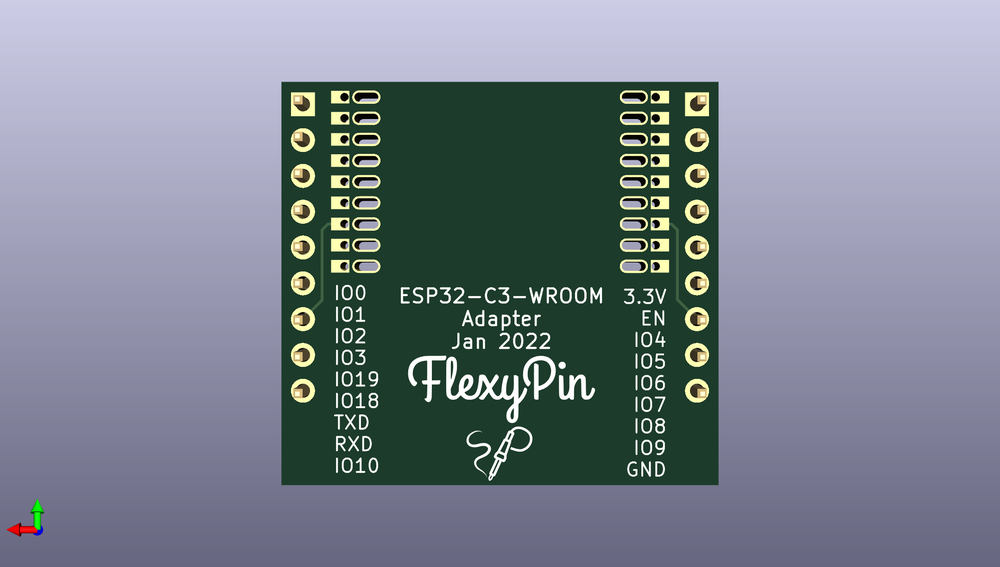 IO0
IO1
IO2
IO3
IO19
IO18
TXD
RXD
IO10
ESP32-C3-WROOM
Adapter
Jan 2022
FlexyPin
3.3V
EN
IO4
IO5
IO6
IO7
IO8
IO9
GND